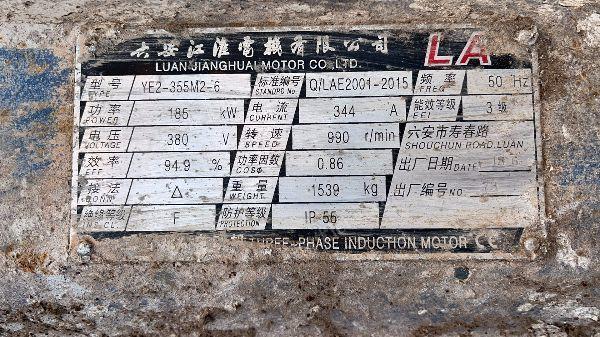 六安江淮电机有限公司 LA
LUAN JIANGHUAI MOTOR CO., LTD.
型号 TYPE YE2-355M2-6 标准编号 STANDRD No. Q/LAE2001-2015 频率 FREQ 50 Hz
功率 POWER 185 kW 电流 CURRENT 344 A 能效等级 EEI 3 级
电压 VOLTAGE 380 V 转速 SPEED 990 r/min 六安市寿春路
SHOUCHUN ROAD. LUAN
效率 EFF 94.9 % 功率因数 COSΦ 0.86 出厂日期 DATE
接法 CONN △ 重量 WEIGHT 1539 kg 出厂编号 NO
绝缘等级 CL. F 防护等级 PROTECTION IP 55
THREE-PHASE INDUCTION MOTOR CE